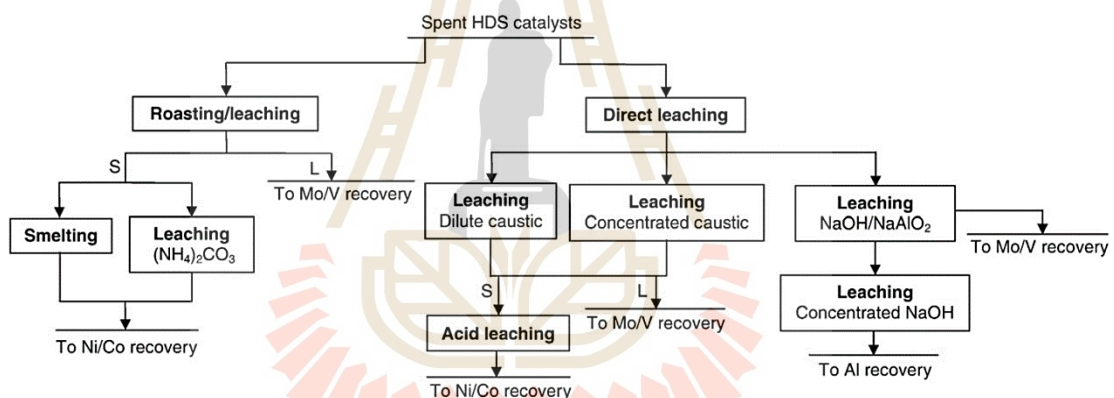 Spent HDS catalysts
Roasting/leaching
Direct leaching
S
L
To Mo/V recovery
Smelting
Leaching
(NH₄)₂CO₃
To Ni/Co recovery
Leaching
Dilute caustic
Leaching
Concentrated caustic
S
L
To Mo/V recovery
Acid leaching
To Ni/Co recovery
Leaching
NaOH/NaAlO₂
To Mo/V recovery
Leaching
Concentrated NaOH
To Al recovery